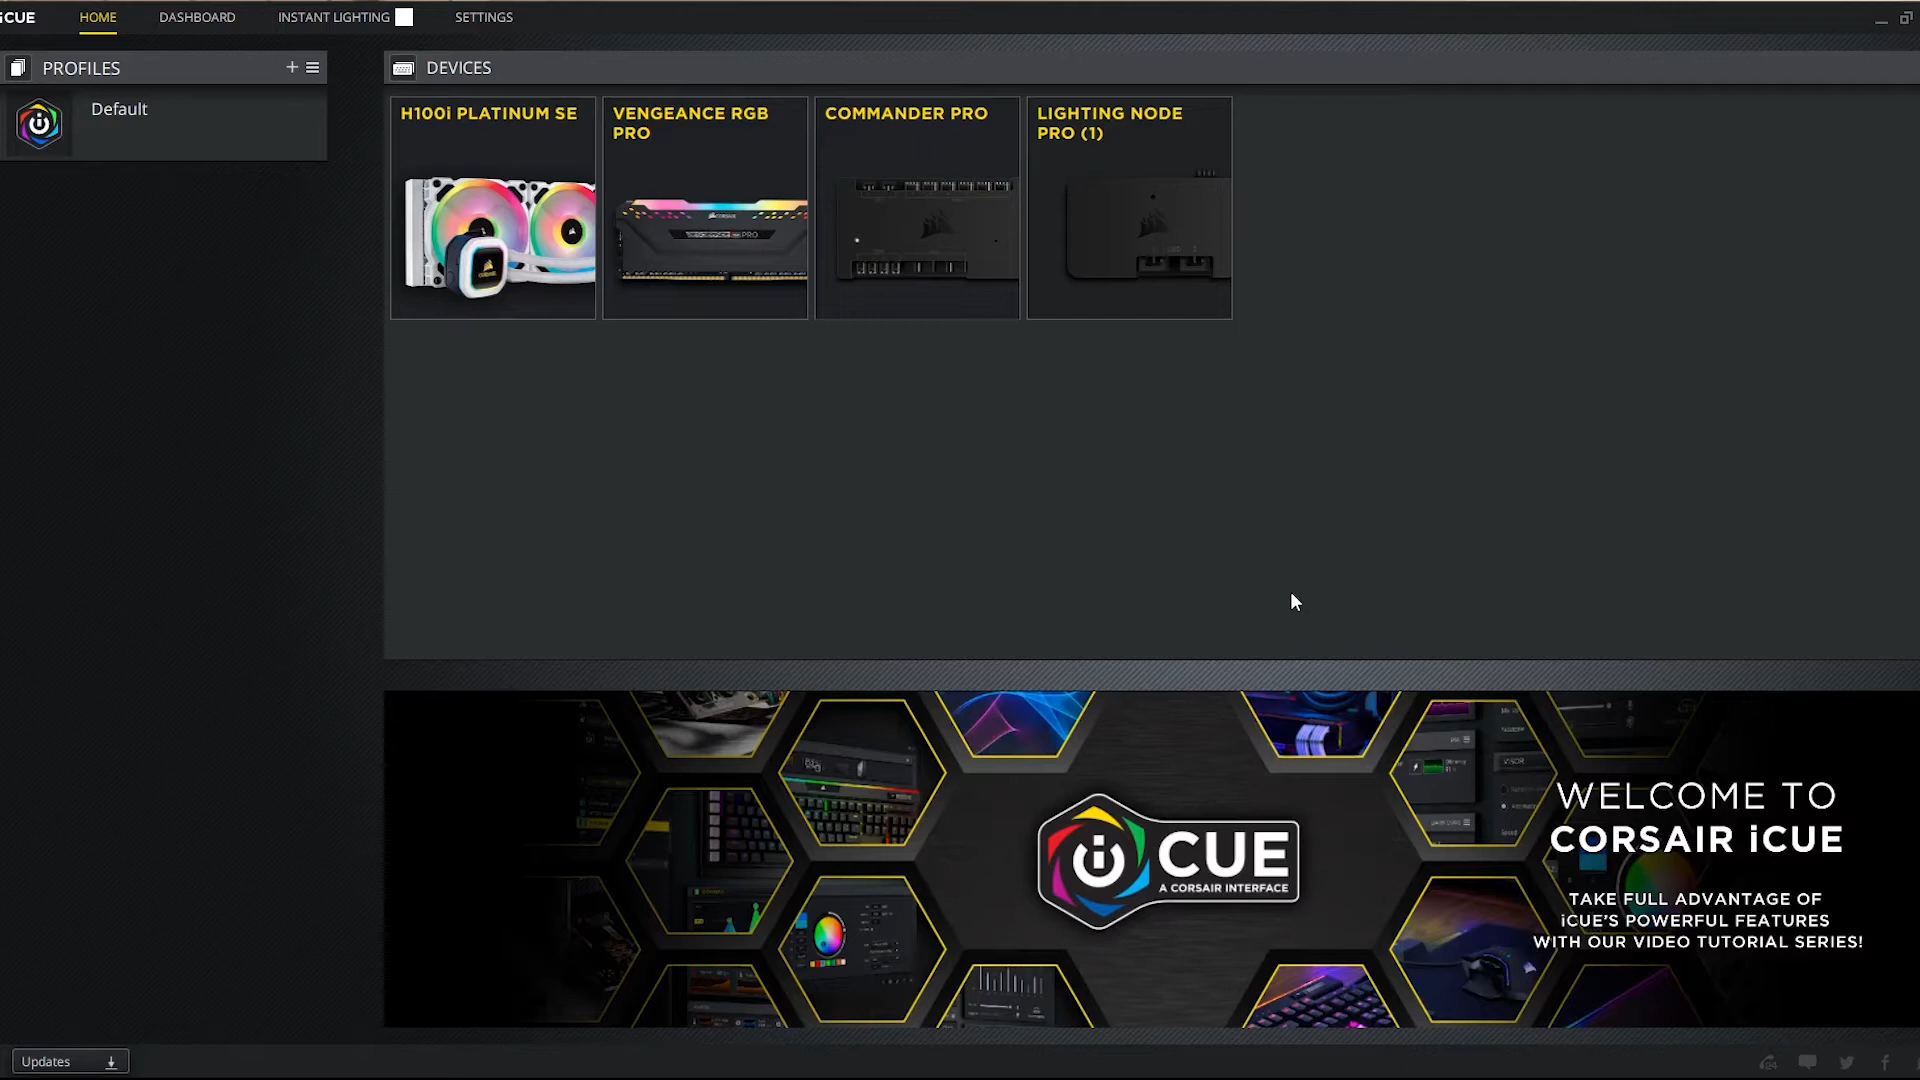 iCUE
HOME
DASHBOARD
INSTANT LIGHTING
SETTINGS
PROFILES
Default
DEVICES
H100i PLATINUM SE
VENGEANCE RGB
PRO
COMMANDER PRO
LIGHTING NODE
PRO (1)
CUE
A CORSAIR INTERFACE
WELCOME TO
CORSAIR iCUE
TAKE FULL ADVANTAGE OF
iCUE'S POWERFUL FEATURES
WITH OUR VIDEO TUTORIAL SERIES!
Updates